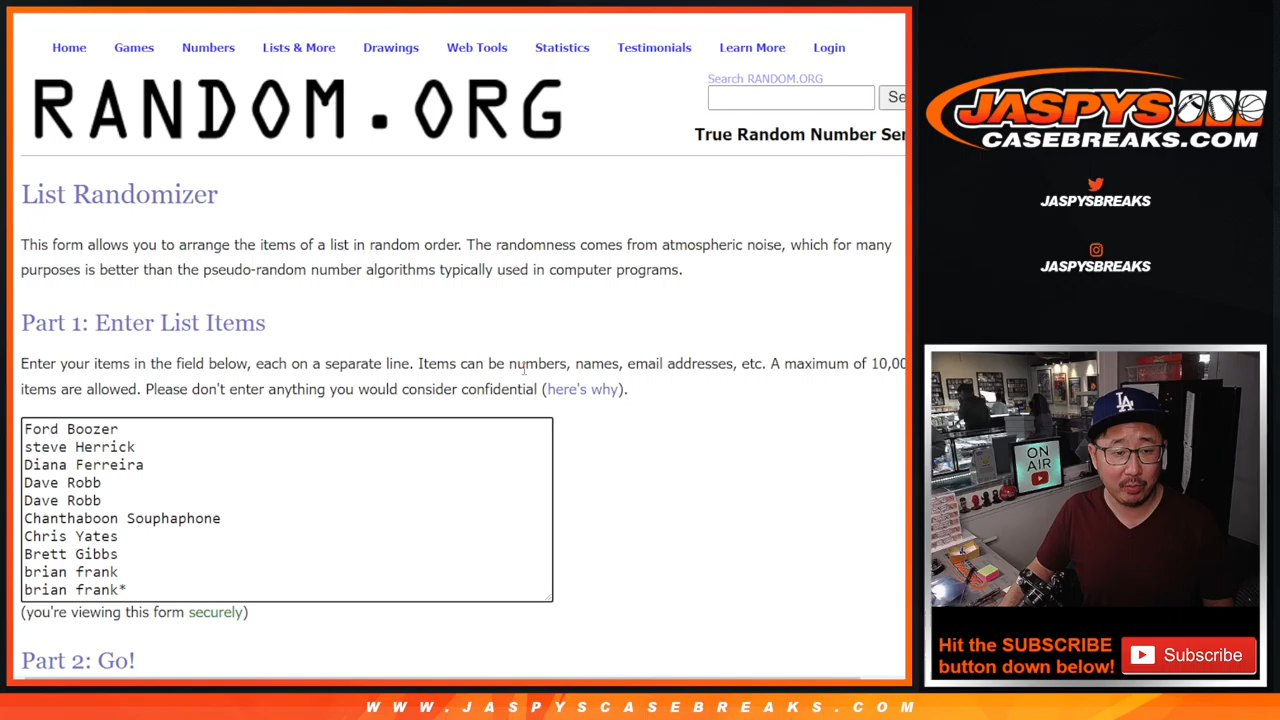 Home Games Numbers Lists & More Drawings Web Tools Statistics Testimonials Learn More Login
RANDOM.ORG
Search RANDOM.ORG
Se
True Random Number Ser
List Randomizer
This form allows you to arrange the items of a list in random order. The randomness comes from atmospheric noise, which for many
purposes is better than the pseudo-random number algorithms typically used in computer programs.
Part 1: Enter List Items
Enter your items in the field below, each on a separate line. Items can be numbers, names, email addresses, etc. A maximum of 10,00
items are allowed. Please don't enter anything you would consider confidential (here's why).
Ford Boozer
steve Herrick
Diana Ferreira
Dave Robb
Dave Robb
Chanthaboon Souphaphone
Chris Yates
Brett Gibbs
brian frank
brian frank*
(you're viewing this form securely)
Part 2: Go!
JASPYS
CASEBREAKS.COM
JASPYSBREAKS
JASPYSBREAKS
ON
AIR
LA
Hit the SUBSCRIBE
button down below!
Subscribe
WWW.JASPYSCASEBREAKS.COM